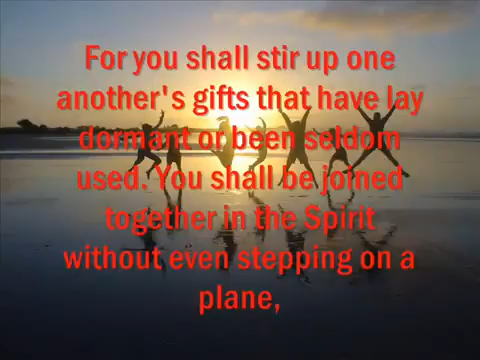 For you shall stir up one
another's gifts that have lay
dormant or been seldom
used. You shall be joined
together in the Spirit
without even stepping on a
plane,